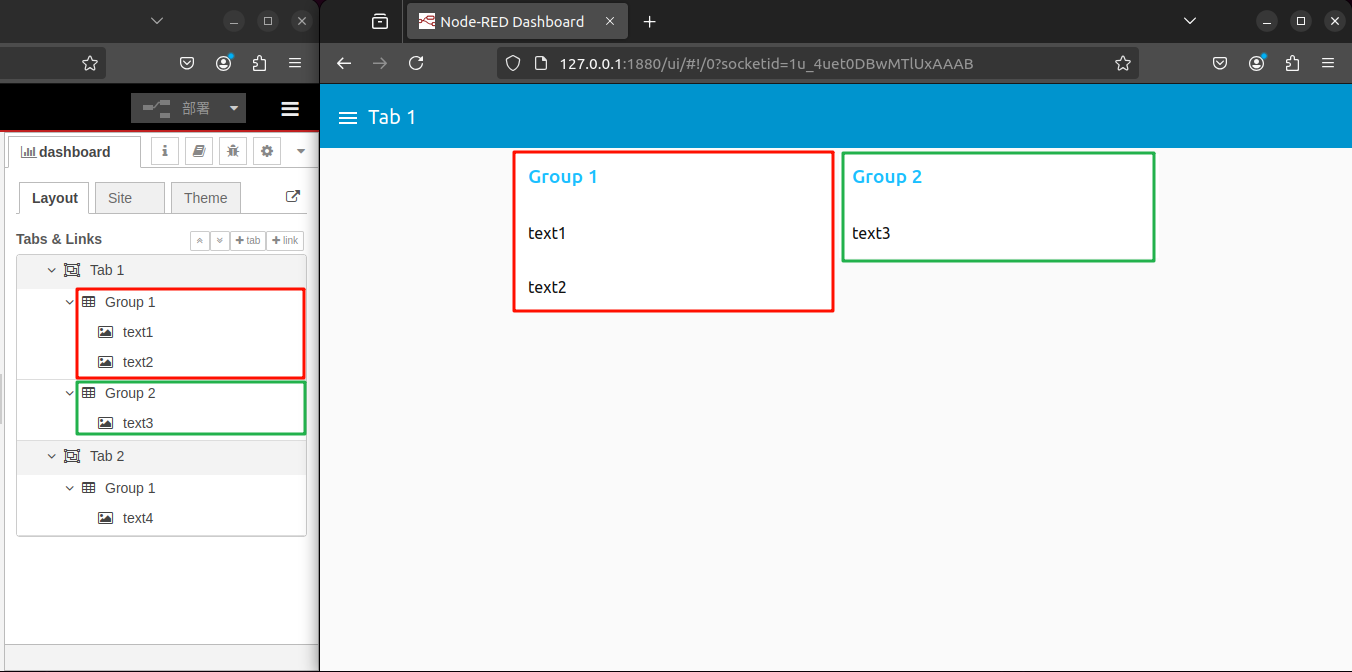 Node-RED Dashboard
127.0.0.1:1880/ui/#!/0?socketid=1u_4uet0DBwMTlUxAAAB
部署
dashboard
i
Layout
Site
Theme
Tabs & Links
+ tab
+ link
Tab 1
Group 1
text1
text2
Group 2
text3
Tab 2
Group 1
text4
Tab 1
Group 1
text1
text2
Group 2
text3